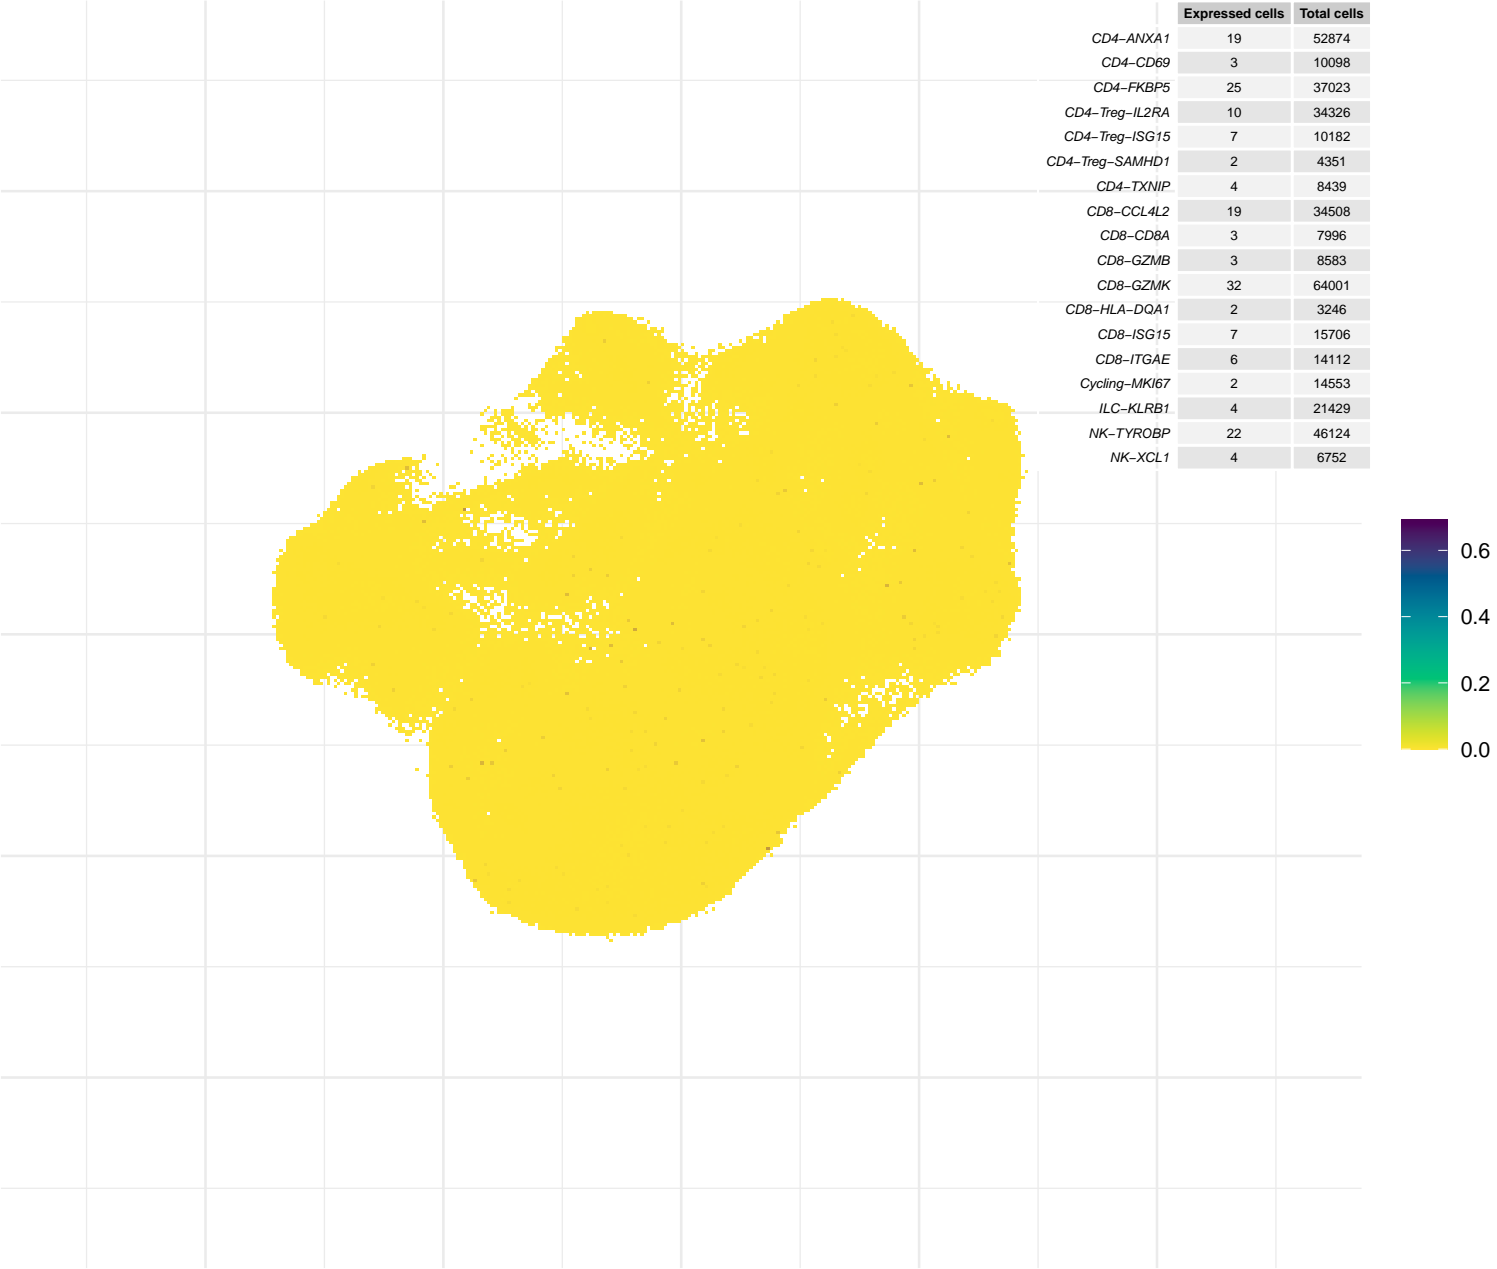 Expressed cells Total cells
CD4−ANXA1 19 52874
CD4−CD69 3 10098
CD4−FKBP5 25 37023
CD4−Treg−IL2RA 10 34326
CD4−Treg−ISG15 7 10182
CD4−Treg−SAMHD1 2 4351
CD4−TXNIP 4 8439
CD8−CCL4L2 19 34508
CD8−CD8A 3 7996
CD8−GZMB 3 8583
CD8−GZMK 32 64001
CD8−HLA−DQA1 2 3246
CD8−ISG15 7 15706
CD8−ITGAE 6 14112
Cycling−MKI67 2 14553
ILC−KLRB1 4 21429
NK−TYROBP 22 46124
NK−XCL1 4 6752
0.6
0.4
0.2
0.0